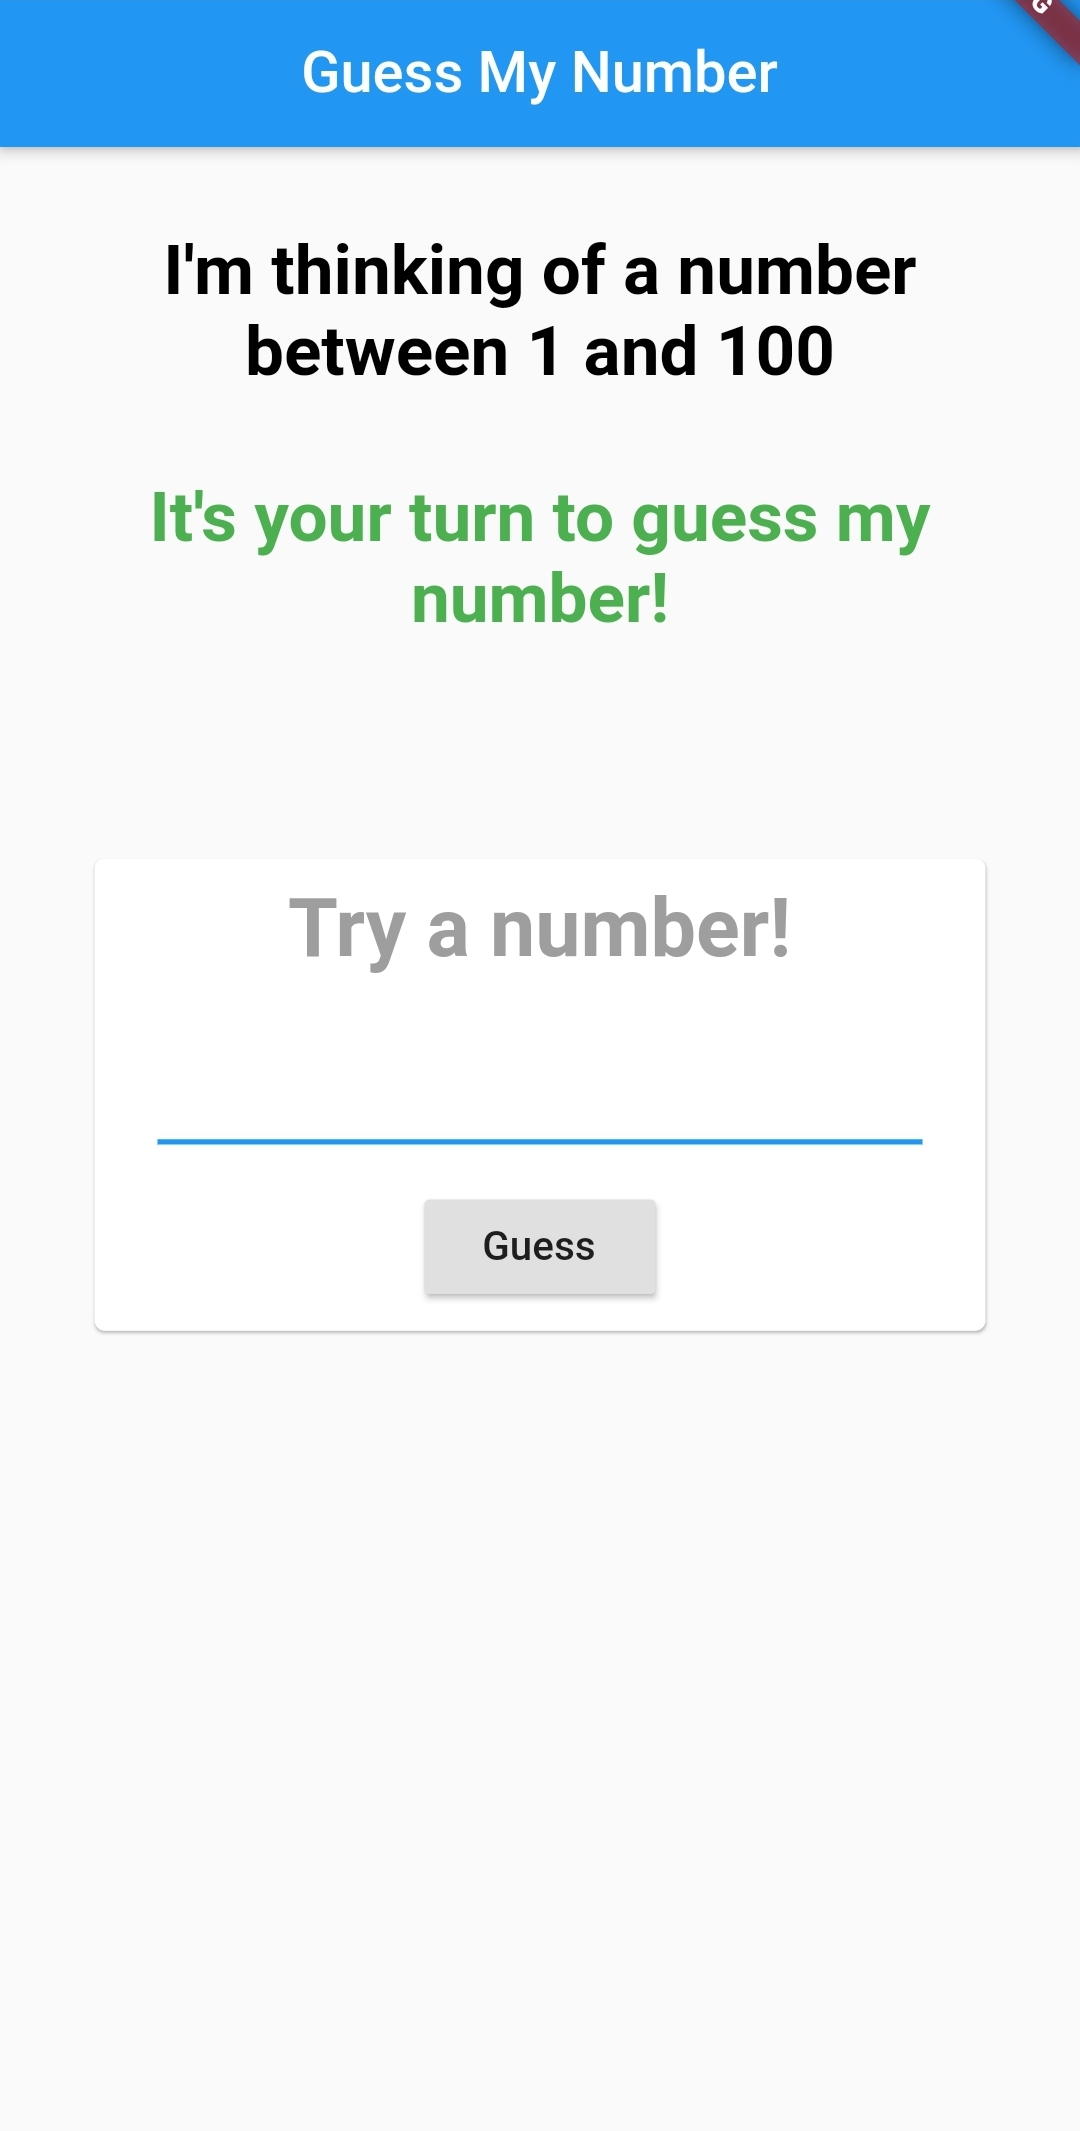 Guess My Number
G
I'm thinking of a number
between 1 and 100
It's your turn to guess my
number!
Try a number!
Guess